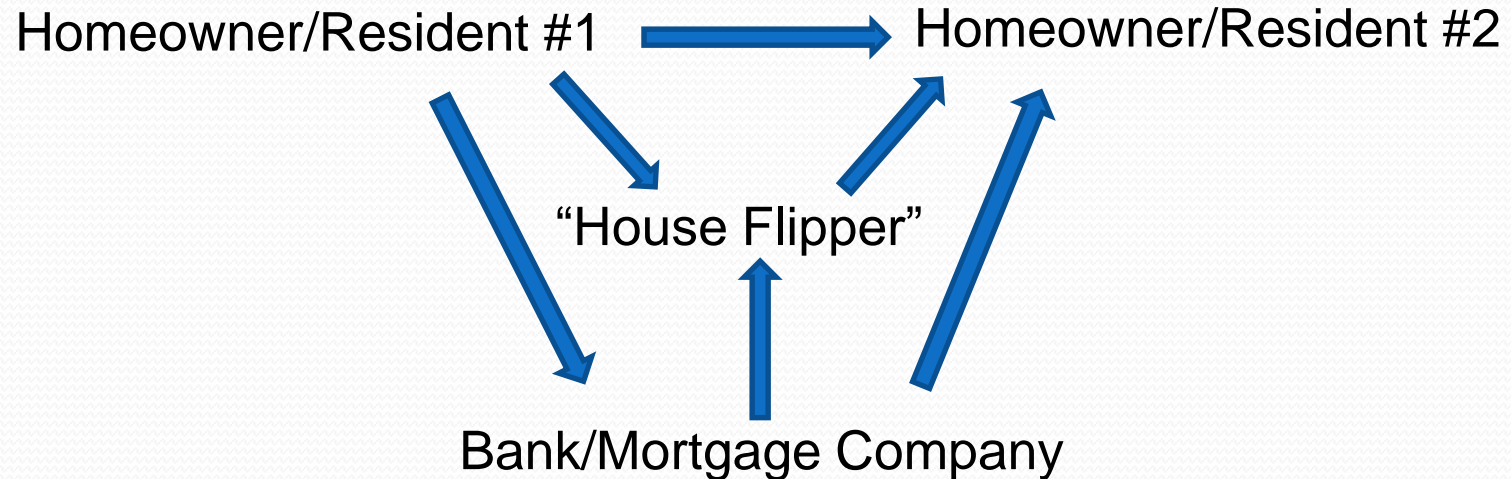 Homeowner/Resident #1
Homeowner/Resident #2
“House Flipper”
Bank/Mortgage Company